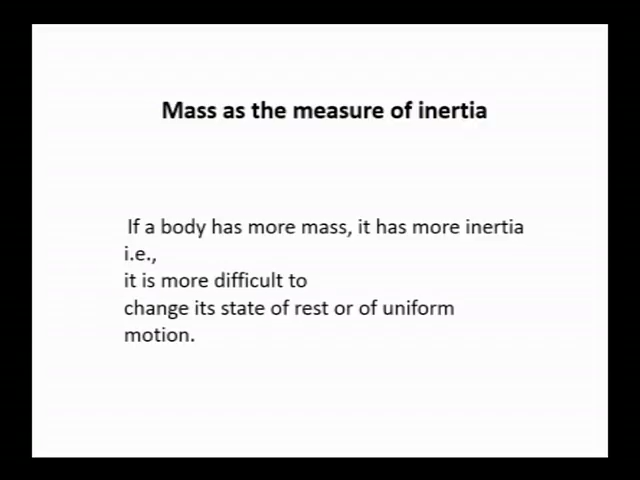 Mass as the measure of inertia
If a body has more mass, it has more inertia
i.e.,
it is more difficult to
change its state of rest or of uniform
motion.